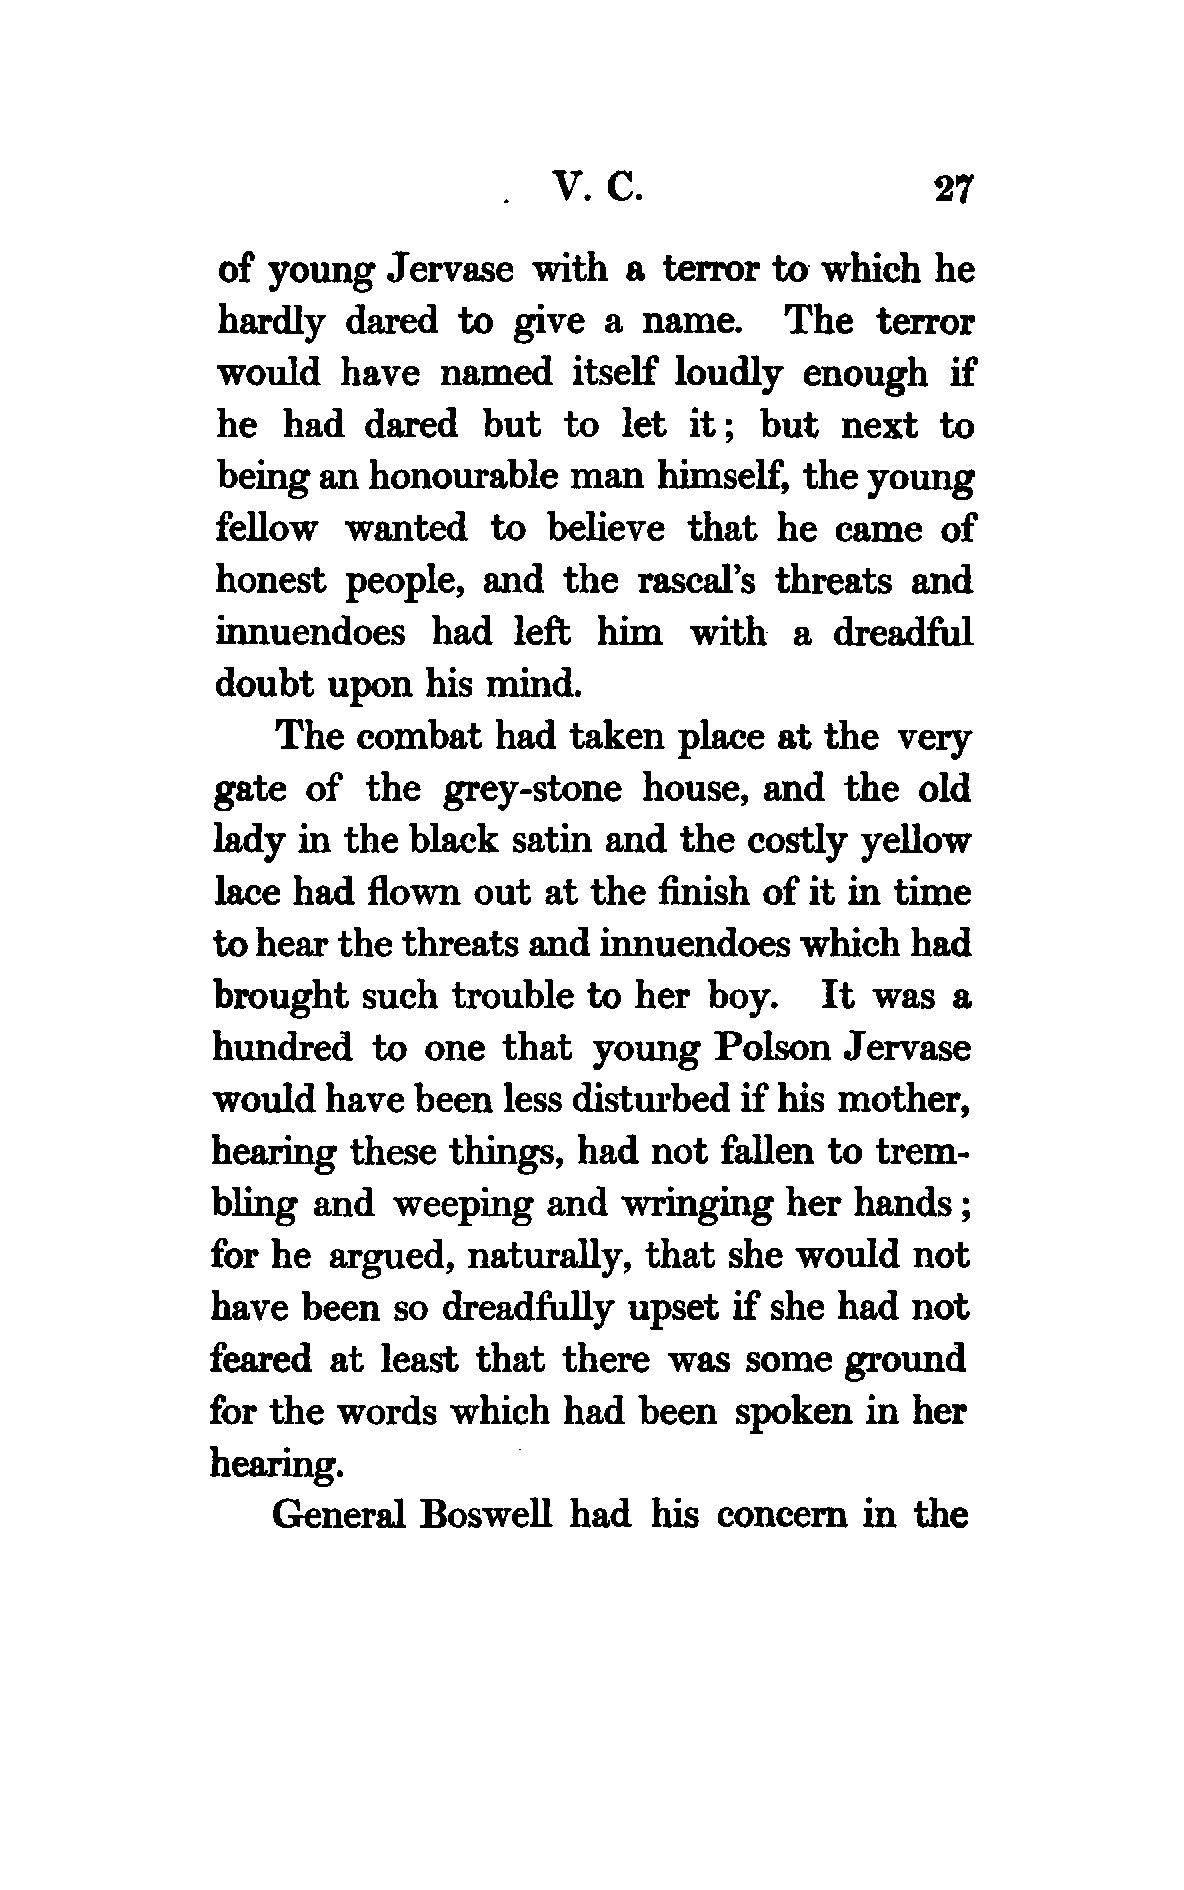 V. C. 27
of young Jervase with a terror to which he
hardly dared to give a name. The terror
would have named itself loudly enough if
he had dared but to let it; but next to
being an honourable man himself, the young
fellow wanted to believe that he came of
honest people, and the rascal's threats and
innuendoes had left him with a dreadful
doubt upon his mind.
The combat had taken place at the very
gate of the grey-stone house, and the old
lady in the black satin and the costly yellow
lace had flown out at the finish of it in time
to hear the threats and innuendoes which had
brought such trouble to her boy. It was a
hundred to one that young Polson Jervase
would have been less disturbed if his mother,
hearing these things, had not fallen to trem-
bling and weeping and wringing her hands;
for he argued, naturally, that she would not
have been so dreadfully upset if she had not
feared at least that there was some ground
for the words which had been spoken in her
hearing.
General Boswell had his concern in the